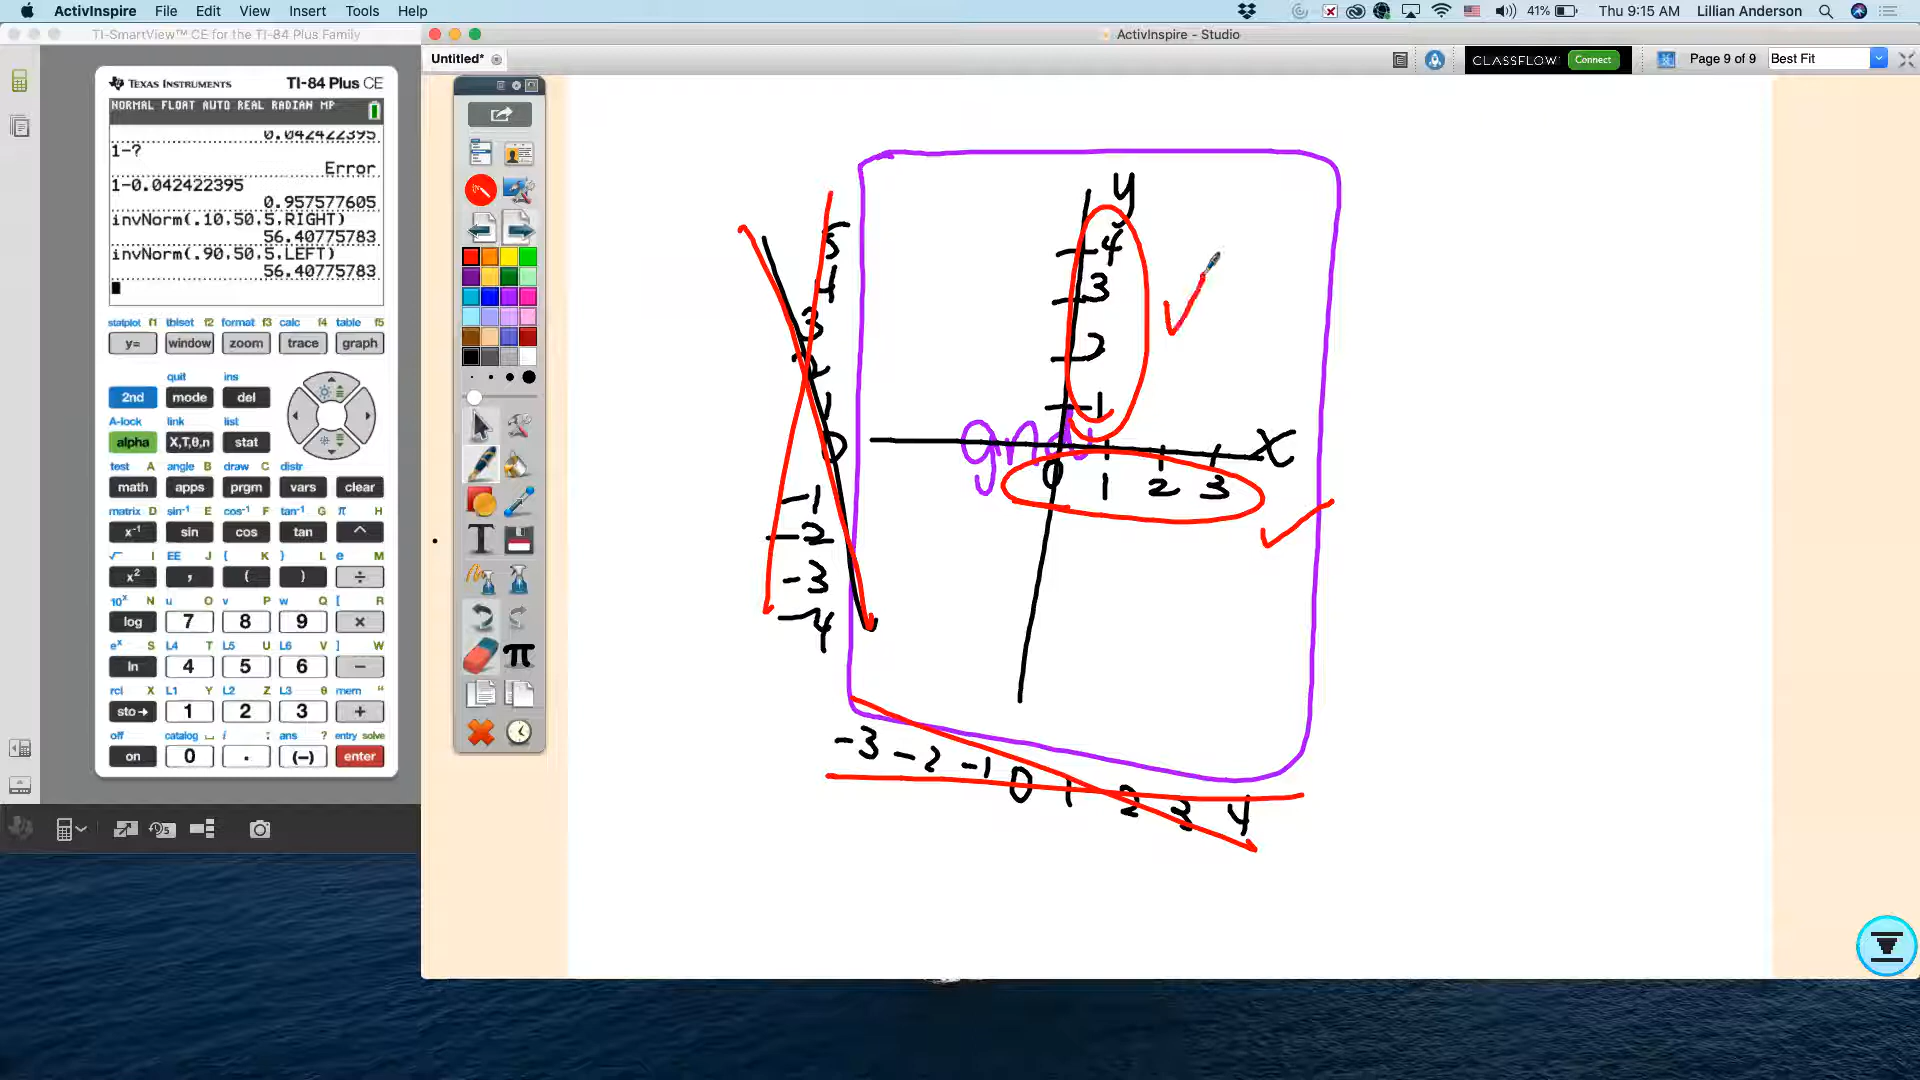 ActivInspire File Edit View Insert Tools Help
41% Thu 9:15 AM Lillian Anderson
TI-SmartView™ CE for the TI-84 Plus Family
ActivInspire - Studio
Untitled*
CLASSFLOW Connect
Page 9 of 9
Best Fit
TEXAS INSTRUMENTS TI-84 Plus CE
NORMAL FLOAT AUTO REAL RADIAN MP
0.042422395
1-?
Error
1-0.042422395
0.957577605
invNorm(.10,50,5,RIGHT)
56.40775783
invNorm(.90,50,5,LEFT)
56.40775783
statplot f1 tblset f2 format f3 calc f4 table f5
y= window zoom trace graph
quit ins
2nd mode del
A-lock link list
alpha X,T,θ,n stat
test A angle B draw C distr
math apps prgm vars clear
matrix D sin⁻¹ E cos⁻¹ F tan⁻¹ G π H
x⁻¹ sin cos tan ^
√ I EE J { K } L e M
x² , ( ) ÷
10ˣ N u O v P w Q [ R
log 7 8 9 ×
eˣ S L4 T L5 U L6 V ] W
ln 4 5 6 −
rcl X L1 Y L2 Z L3 θ mem "
sto→ 1 2 3 +
off catalog ⎵ i : ans ? entry solve
on 0 . (−) enter
T
π
y
4
3
2
1
grid
x
0 1 2 3
5
4
3
2
1
0
-1
-2
-3
-4
-3 -2 -1 0 1 2 3 4